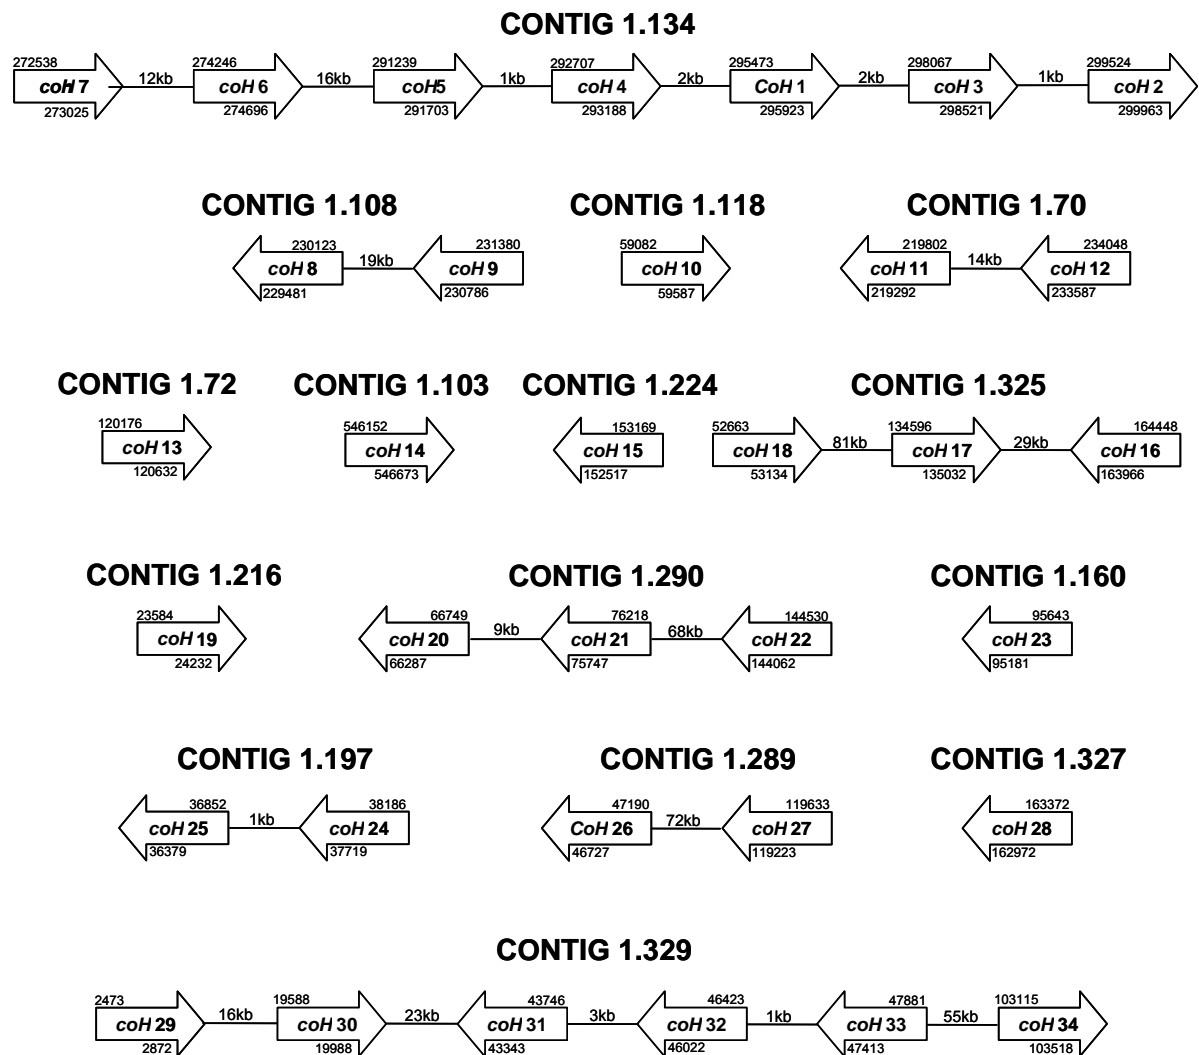 CONTIG 1.134
272538 274246 291239 292707 295473 298067 299524
coH 7 12kb coH 6 16kb coH5 1kb coH 4 2kb CoH 1 2kb coH 3 1kb coH 2
273025 274696 291703 293188 295923 298521 299963
CONTIG 1.108 CONTIG 1.118 CONTIG 1.70
230123 231380 59082 219802 234048
coH 8 19kb coH 9 coH 10 coH 11 14kb coH 12
229481 230786 59587 219292 233587
CONTIG 1.72 CONTIG 1.103 CONTIG 1.224 CONTIG 1.325
120176 546152 153169 52663 134596 164448
coH 13 coH 14 coH 15 coH 18 81kb coH 17 29kb coH 16
120632 546673 152517 53134 135032 163966
CONTIG 1.216 CONTIG 1.290 CONTIG 1.160
23584 66749 76218 144530 95643
coH 19 coH 20 9kb coH 21 68kb coH 22 coH 23
24232 66287 75747 144062 95181
CONTIG 1.197 CONTIG 1.289 CONTIG 1.327
36852 38186 47190 119633 163372
coH 25 1kb coH 24 CoH 26 72kb coH 27 coH 28
36379 37719 46727 119223 162972
CONTIG 1.329
2473 19588 43746 46423 47881 103115
coH 29 16kb coH 30 23kb coH 31 3kb coH 32 1kb coH 33 55kb coH 34
2872 19988 43343 46022 47413 103518